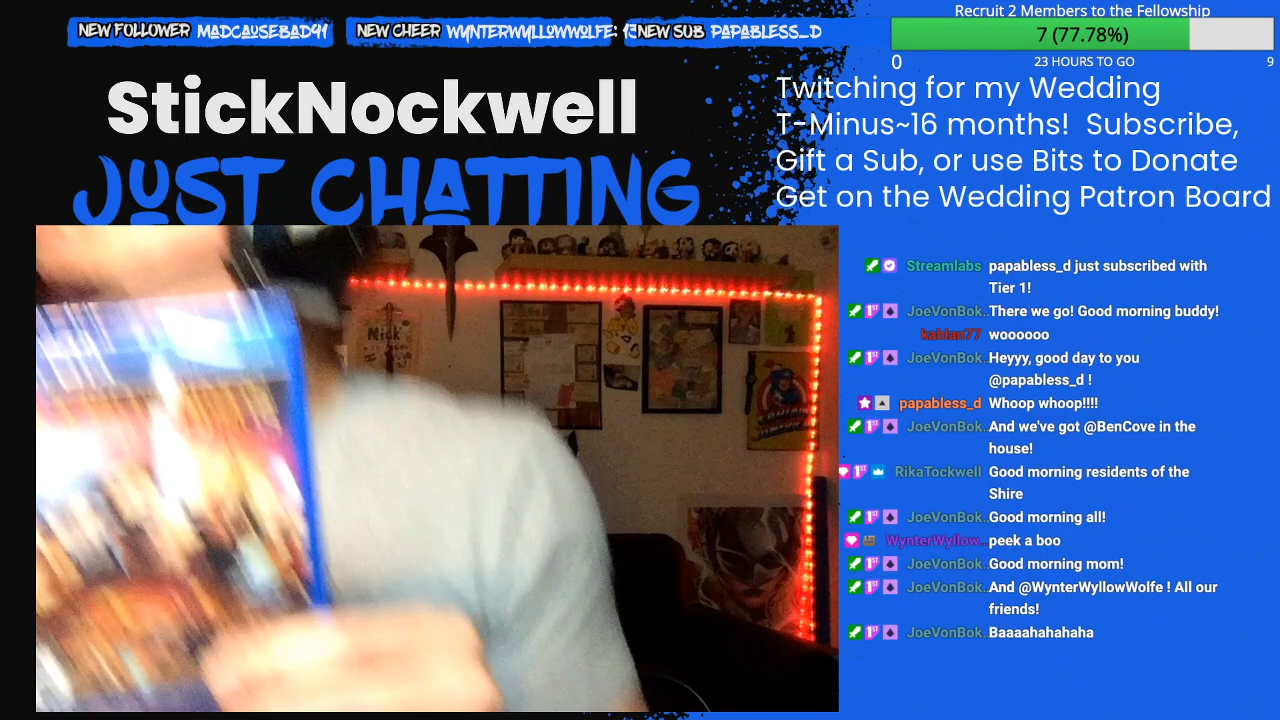 NEW FOLLOWER MADCAUSEBAD91
NEW CHEER WYNTERWYLLOWWOLFE:
NEW SUB PAPABLESS_D
Recruit 2 Members to the Fellowship
7 (77.78%)
0
23 HOURS TO GO
9
StickNockwell
JUST CHATTING
Twitching for my Wedding
T-Minus~16 months! Subscribe,
Gift a Sub, or use Bits to Donate
Get on the Wedding Patron Board
Nick
Streamlabs papabless_d just subscribed with
Tier 1!
JoeVonBok.. There we go! Good morning buddy!
kahlan77 woooooo
JoeVonBok.. Heyyy, good day to you
@papabless_d !
papabless_d Whoop whoop!!!!
JoeVonBok.. And we've got @BenCove in the
house!
RikaTockwell Good morning residents of the
Shire
JoeVonBok.. Good morning all!
WynterWyllow.. peek a boo
JoeVonBok.. Good morning mom!
JoeVonBok.. And @WynterWyllowWolfe ! All our
friends!
JoeVonBok.. Baaaahahahaha